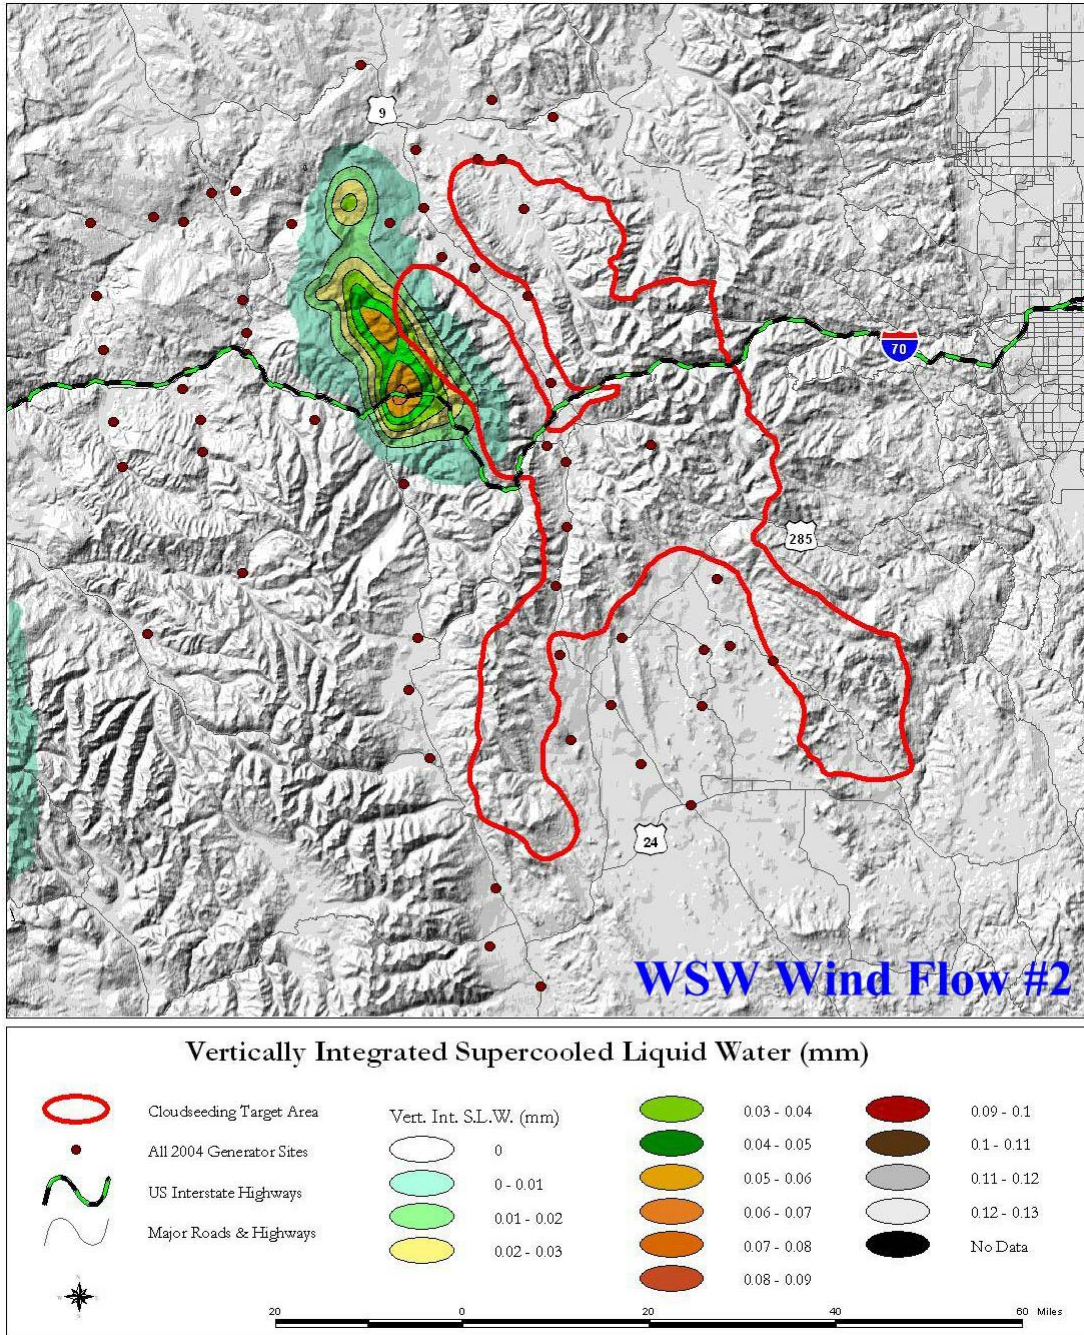 9
70
285
24
WSW Wind Flow #2
Vertically Integrated Supercooled Liquid Water (mm)
Cloudseeding Target Area
All 2004 Generator Sites
US Interstate Highways
Major Roads & Highways
Vert. Int. S.L.W. (mm)
0
0 - 0.01
0.01 - 0.02
0.02 - 0.03
0.03 - 0.04
0.04 - 0.05
0.05 - 0.06
0.06 - 0.07
0.07 - 0.08
0.08 - 0.09
0.09 - 0.1
0.1 - 0.11
0.11 - 0.12
0.12 - 0.13
No Data
20 0 20 40 60 Miles